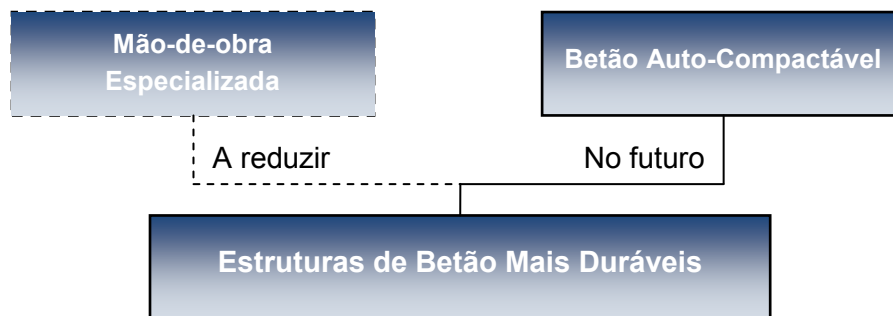 Mão-de-obra
Especializada
Betão Auto-Compactável
A reduzir
No futuro
Estruturas de Betão Mais Duráveis